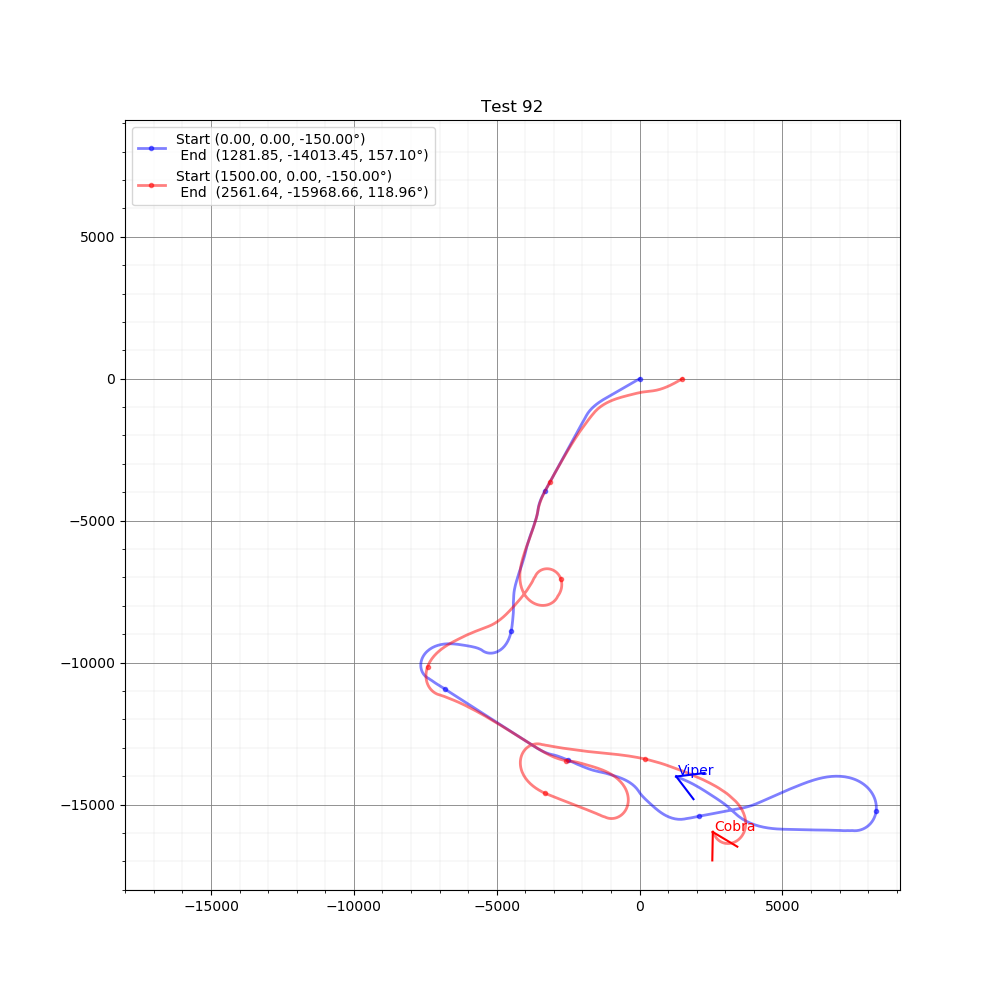 Test 92
Start (0.00, 0.00, -150.00°)
End  (1281.85, -14013.45, 157.10°)
Start (1500.00, 0.00, -150.00°)
End  (2561.64, -15968.66, 118.96°)
5000
0
−5000
−10000
−15000
Viper
Cobra
−15000
−10000
−5000
0
5000